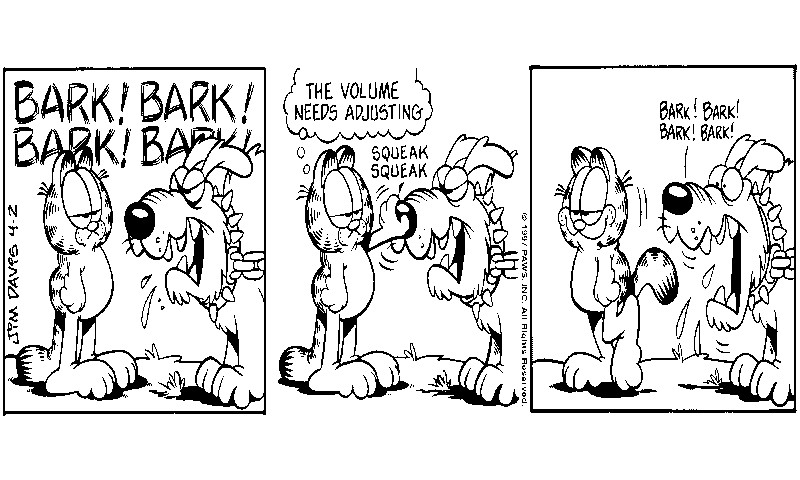 BARK! BARK!
BARK! BARK!
JIM DAVIS 4-2
THE VOLUME
NEEDS ADJUSTING
SQUEAK
SQUEAK
© 1997 PAWS, INC. All Rights Reserved.
BARK! BARK!
BARK! BARK!